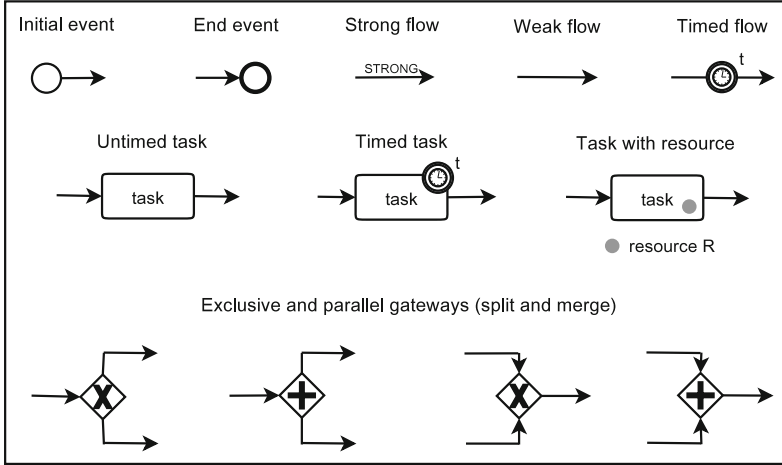 Initial event
End event
Strong flow
Weak flow
Timed flow
STRONG
t
Untimed task
Timed task
Task with resource
t
task
task
task
resource R
Exclusive and parallel gateways (split and merge)
X
X